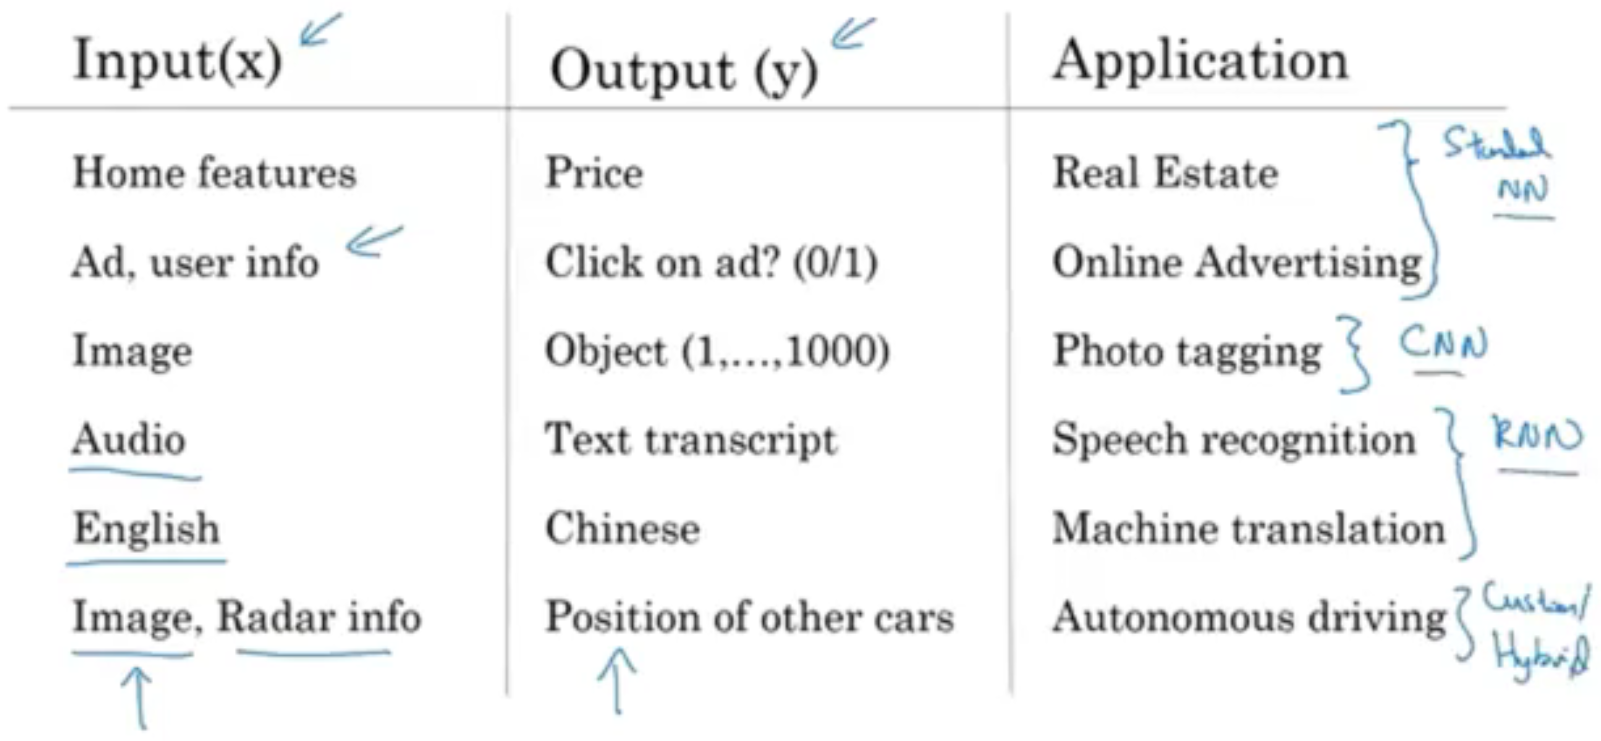 Input(x) Output (y) Application
Home features Price Real Estate Standard
NN
Ad, user info Click on ad? (0/1) Online Advertising
Image Object (1,...,1000) Photo tagging CNN
Audio Text transcript Speech recognition RNN
English Chinese Machine translation
Image, Radar info Position of other cars Autonomous driving Custom/
Hybrid